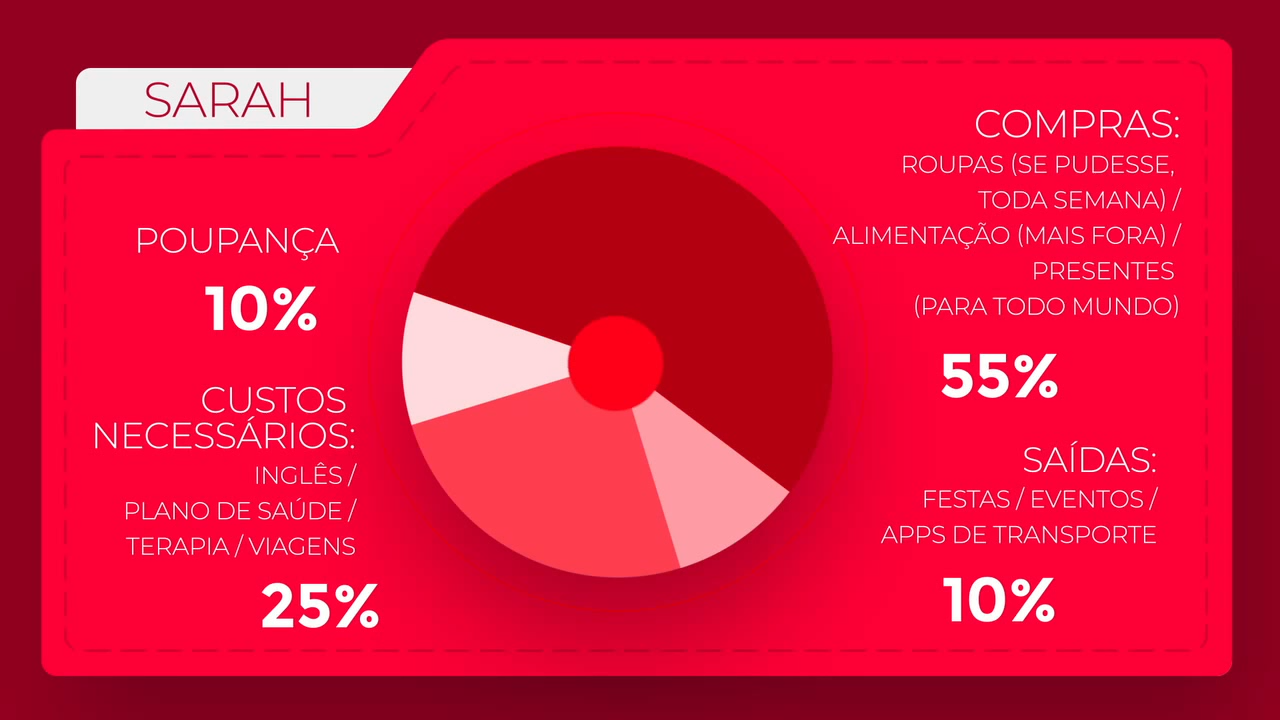 SARAH
POUPANÇA
10%
CUSTOS
NECESSÁRIOS:
INGLÊS /
PLANO DE SAÚDE /
TERAPIA / VIAGENS
25%
COMPRAS:
ROUPAS (SE PUDESSE,
TODA SEMANA) /
ALIMENTAÇÃO (MAIS FORA) /
PRESENTES
(PARA TODO MUNDO)
55%
SAÍDAS:
FESTAS / EVENTOS /
APPS DE TRANSPORTE
10%